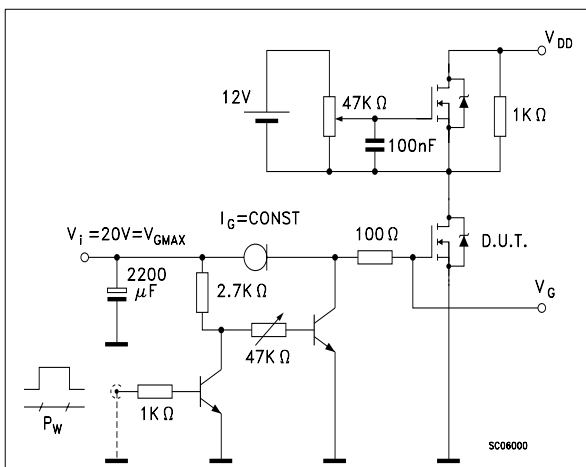 V_DD
12V
47K Ω
1K Ω
100nF
I_G=CONST
V_i =20V=V_GMAX
100 Ω
D.U.T.
2200
μF
2.7K Ω
V_G
47K Ω
1K Ω
P_W
SC06000